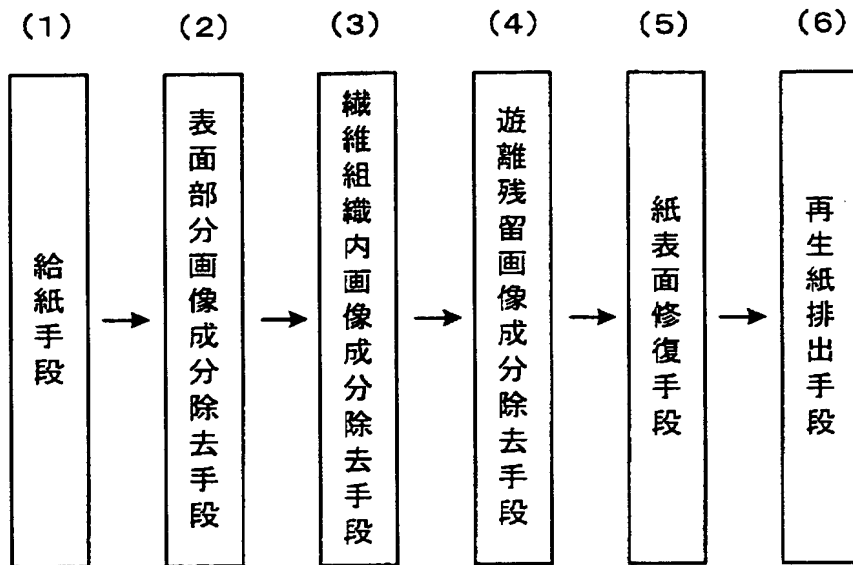 (1)
(2)
(3)
(4)
(5)
(6)
給紙手段
表面部分画像成分除去手段
繊維組織内画像成分除去手段
遊離残留画像成分除去手段
紙表面修復手段
再生紙排出手段